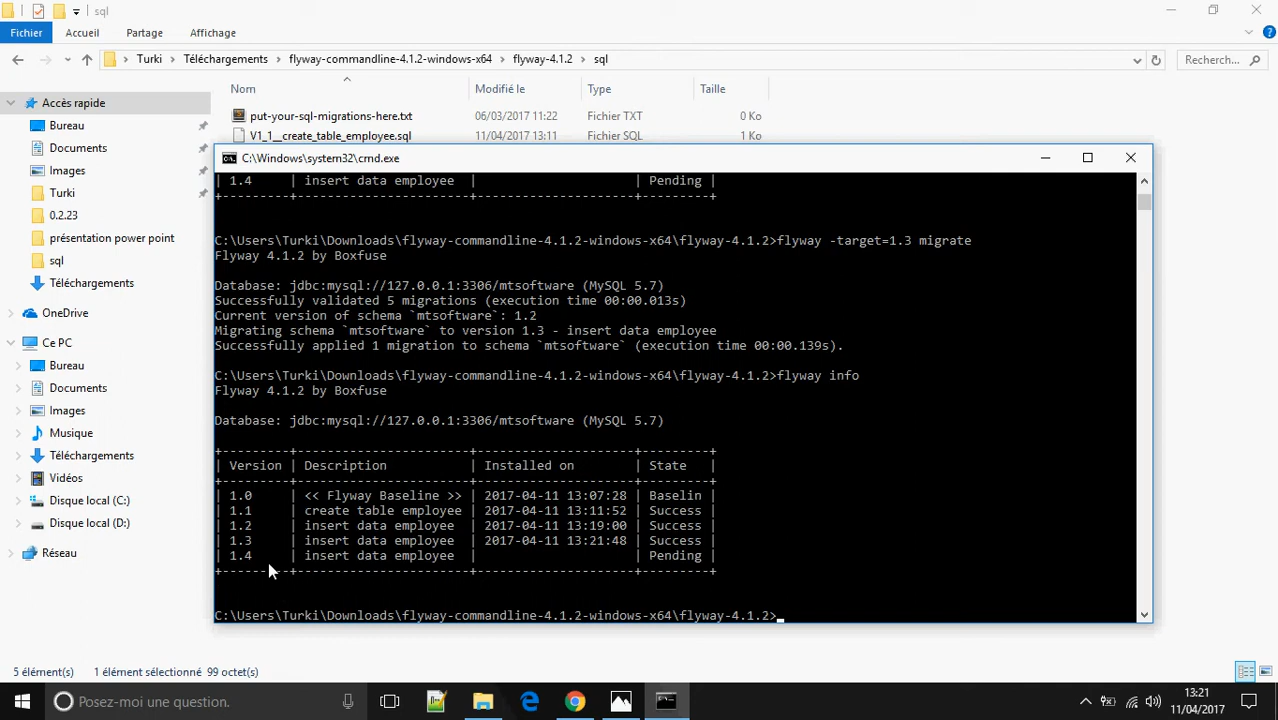 sql
Fichier Accueil Partage Affichage
Turki Téléchargements flyway-commandline-4.1.2-windows-x64 flyway-4.1.2 sql Recherch...
Nom Modifié le Type Taille
put-your-sql-migrations-here.txt 06/03/2017 11:22 Fichier TXT 0 Ko
V1_1__create_table_employee.sql 11/04/2017 13:11 Fichier SQL 1 Ko
Accès rapide
Bureau
Documents
Images
Turki
0.2.23
présentation power point
sql
Téléchargements
OneDrive
Ce PC
Bureau
Documents
Images
Musique
Téléchargements
Vidéos
Disque local (C:)
Disque local (D:)
Réseau
C:\Windows\system32\cmd.exe
| 1.4 | insert data employee | | Pending |
+---------+-----------------------+---------------------+---------+
C:\Users\Turki\Downloads\flyway-commandline-4.1.2-windows-x64\flyway-4.1.2>flyway -target=1.3 migrate
Flyway 4.1.2 by Boxfuse
Database: jdbc:mysql://127.0.0.1:3306/mtsoftware (MySQL 5.7)
Successfully validated 5 migrations (execution time 00:00.013s)
Current version of schema `mtsoftware`: 1.2
Migrating schema `mtsoftware` to version 1.3 - insert data employee
Successfully applied 1 migration to schema `mtsoftware` (execution time 00:00.139s).
C:\Users\Turki\Downloads\flyway-commandline-4.1.2-windows-x64\flyway-4.1.2>flyway info
Flyway 4.1.2 by Boxfuse
Database: jdbc:mysql://127.0.0.1:3306/mtsoftware (MySQL 5.7)
+---------+-----------------------+---------------------+---------+
| Version | Description | Installed on | State |
+---------+-----------------------+---------------------+---------+
| 1.0 | << Flyway Baseline >> | 2017-04-11 13:07:28 | Baselin |
| 1.1 | create table employee | 2017-04-11 13:11:52 | Success |
| 1.2 | insert data employee | 2017-04-11 13:19:00 | Success |
| 1.3 | insert data employee | 2017-04-11 13:21:48 | Success |
| 1.4 | insert data employee | | Pending |
+---------+-----------------------+---------------------+---------+
C:\Users\Turki\Downloads\flyway-commandline-4.1.2-windows-x64\flyway-4.1.2>
5 élément(s) 1 élément sélectionné 99 octet(s)
Posez-moi une question.
13:21
11/04/2017